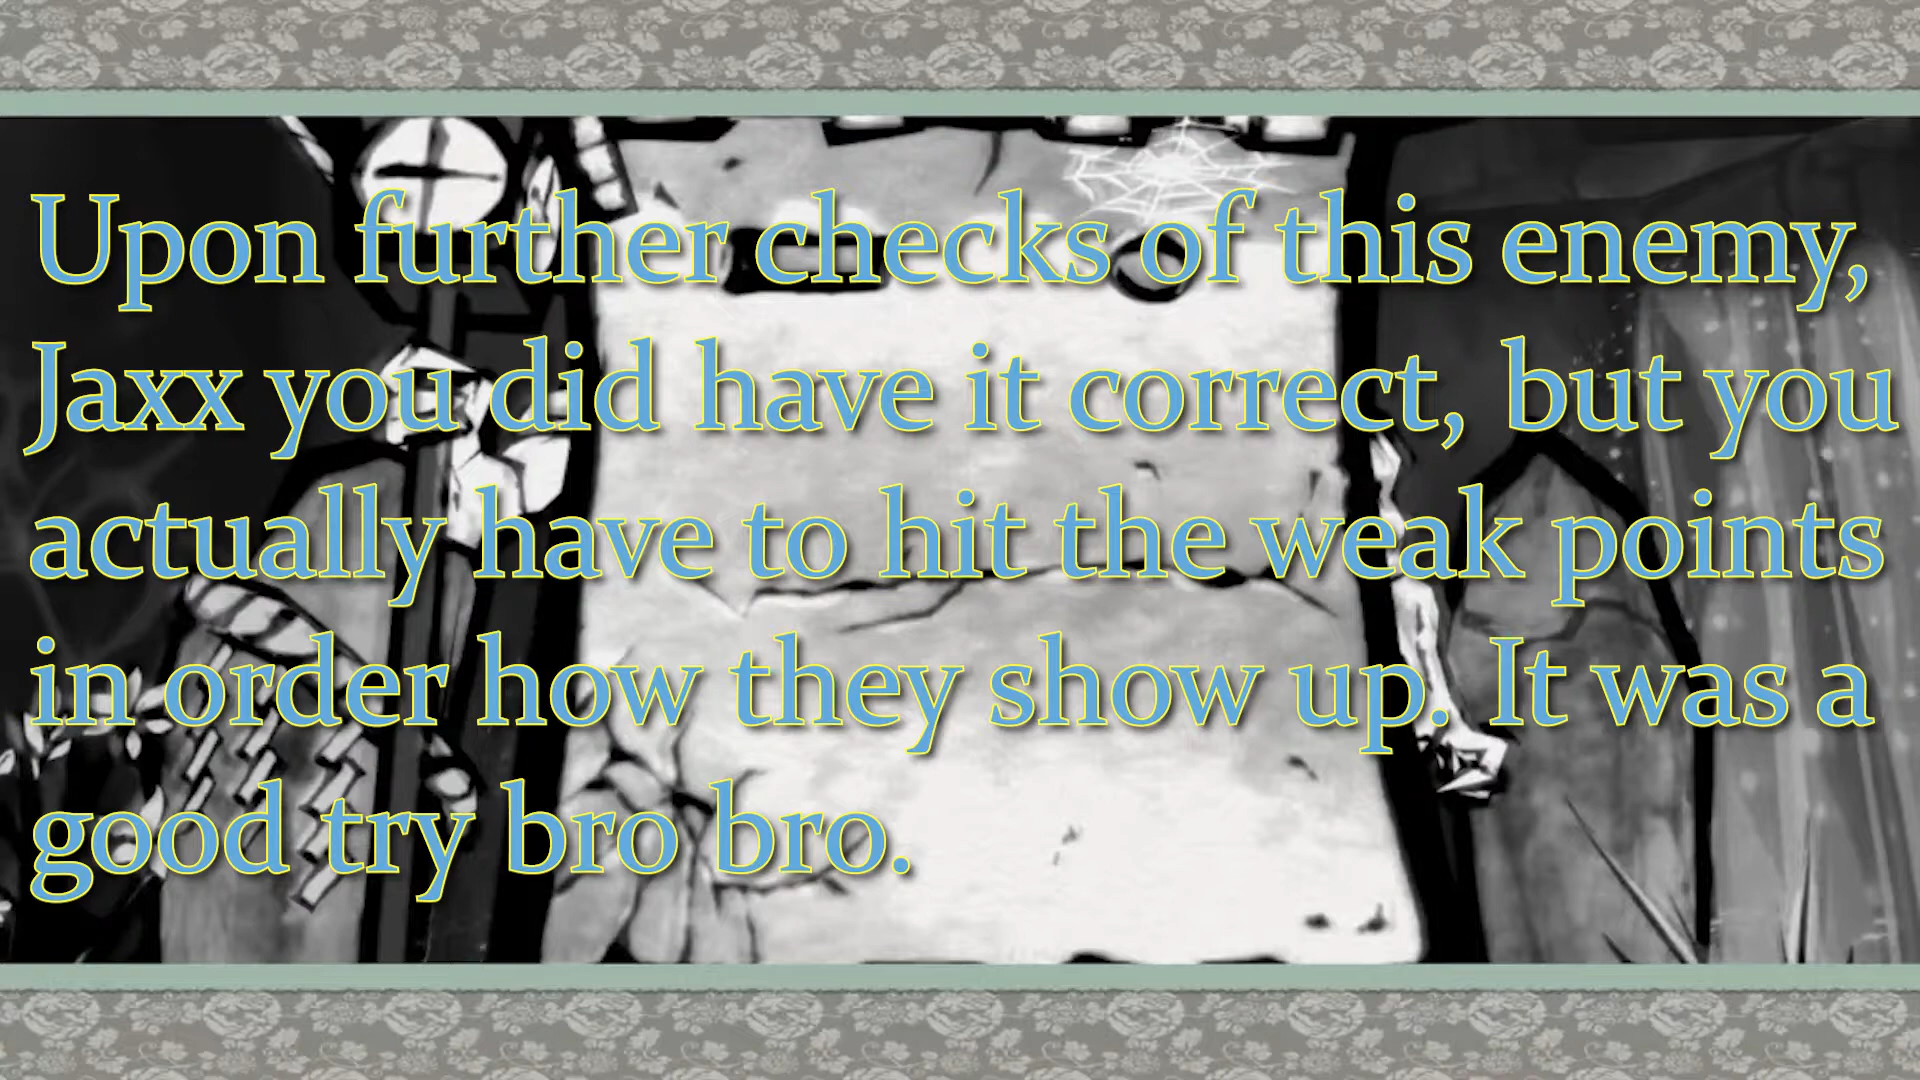 Upon further checks of this enemy,
Jaxx you did have it correct, but you
actually have to hit the weak points
in order how they show up. It was a
good try bro bro.